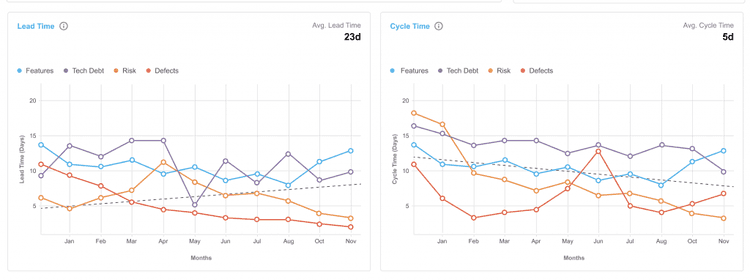 Lead Time
Avg. Lead Time
23d
Features Tech Debt Risk Defects
20
15
10
5
Lead Time (Days)
Jan Feb Mar Apr May Jun Jul Aug Oct Nov
Months
Cycle Time
Avg. Cycle Time
5d
Features Tech Debt Risk Defects
20
15
10
5
Cycle Time (Days)
Jan Feb Mar Apr May Jun Jul Aug Oct Nov
Months